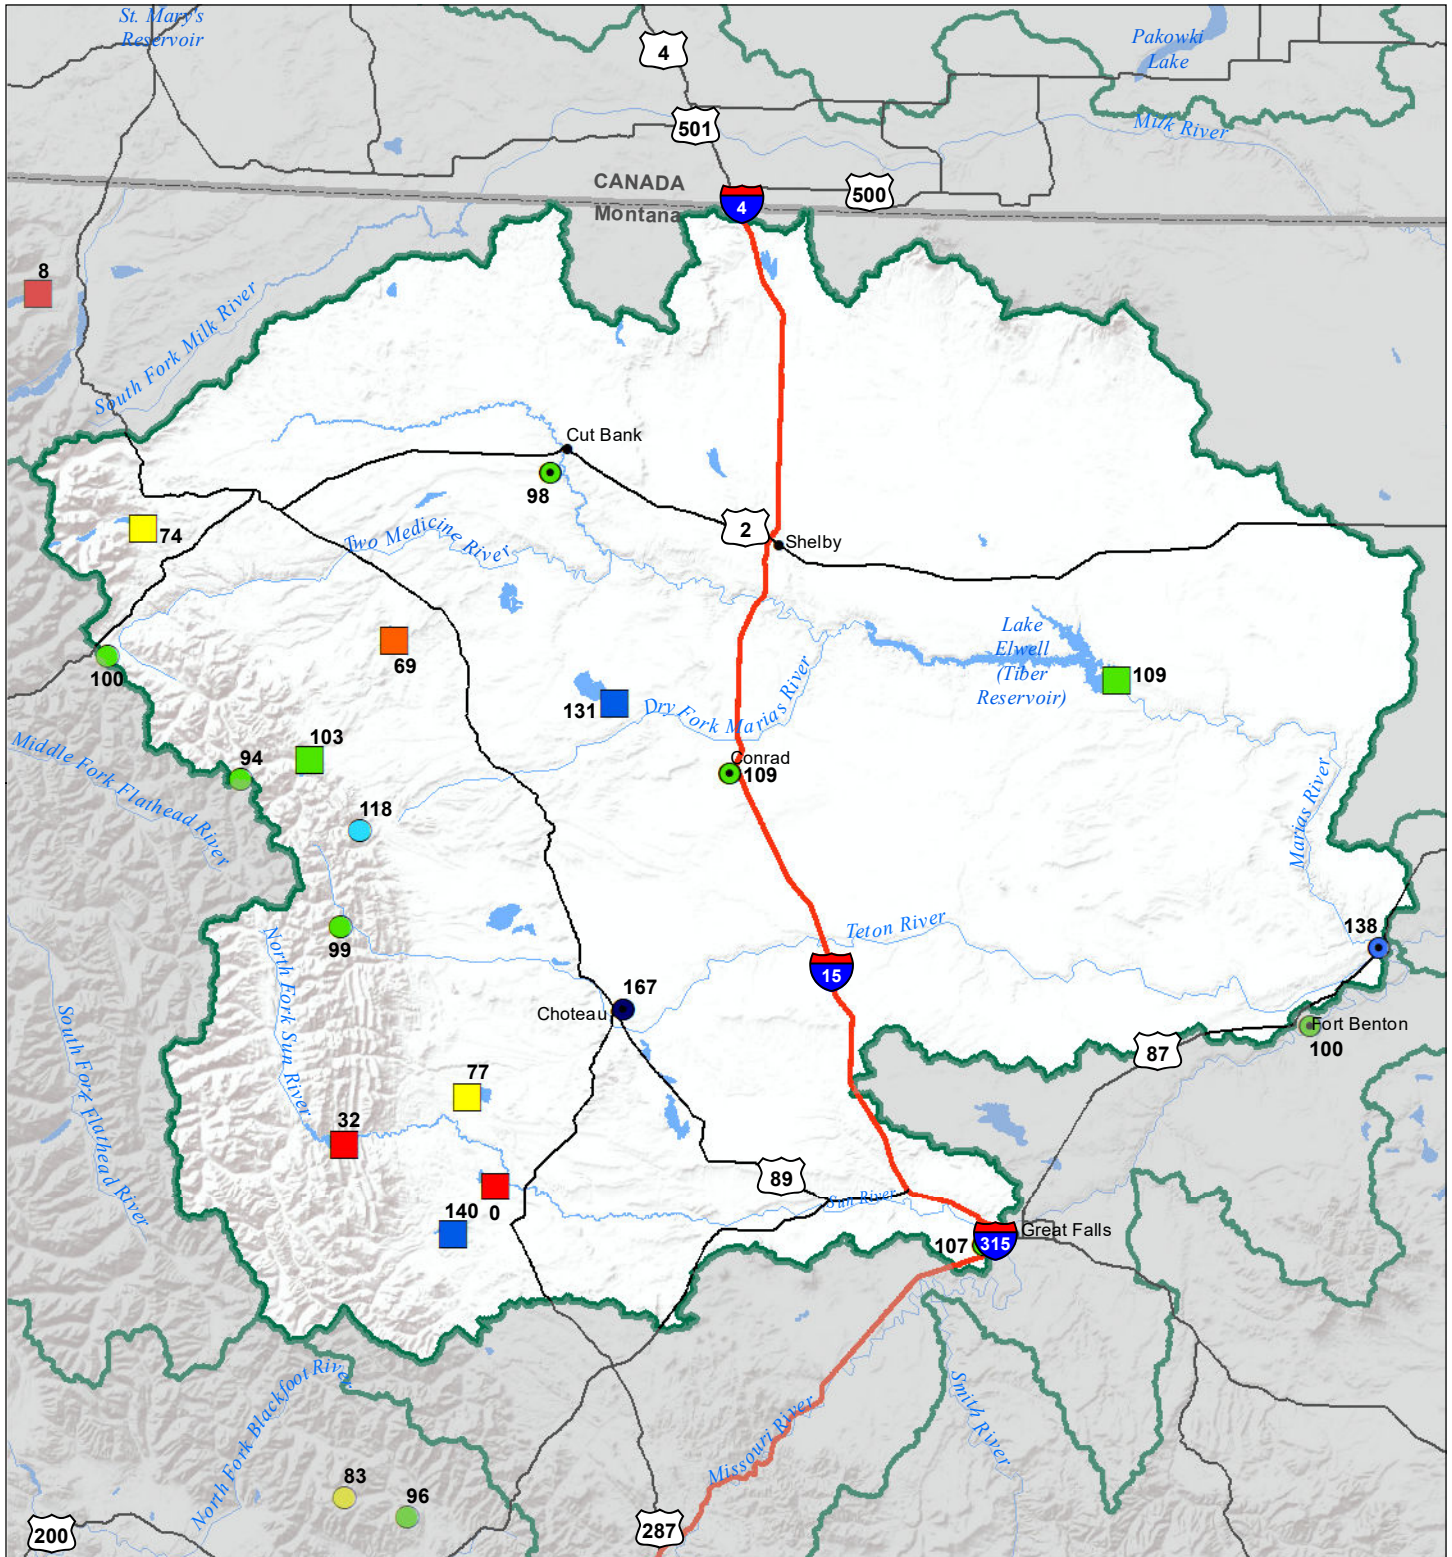 St. Mary's
Reservoir
4
Pakowki
Lake
501
Milk River
CANADA
Montana
4
500
8
South Fork Milk River
Cut Bank
98
74
Two Medicine River
2
Shelby
69
100
Lake
Elwell
(Tiber
Reservoir)
109
131
Dry Fork Marias River
Middle Fork Flathead River
103
94
Conrad
109
118
Marias River
99
North Fork Sun River
Teton River
138
15
167
Choteau
Fort Benton
100
87
South Fork Flathead River
77
32
89
140
0
Sun River
107
315
Great Falls
North Fork Blackfoot River
Missouri River
Smith River
83
96
200
287